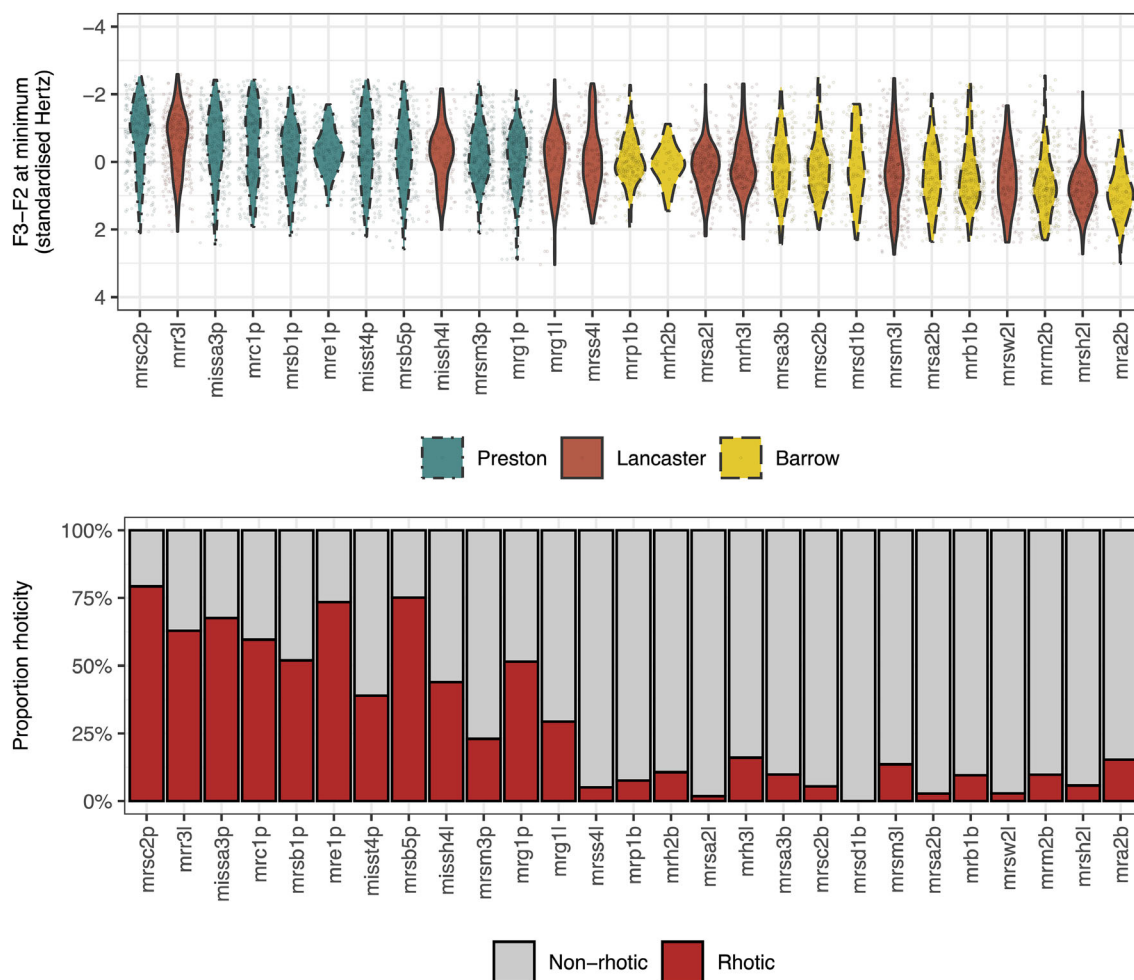 F3−F2 at minimum
(standardised Hertz)
−4
−2
0
2
4
mrsc2p
mrr3l
missa3p
mrc1p
mrsb1p
mre1p
misst4p
mrsb5p
missh4l
mrsm3p
mrg1p
mrg1l
mrss4l
mrp1b
mrh2b
mrsa2l
mrh3l
mrsa3b
mrsc2b
mrsd1b
mrsm3l
mrsa2b
mrb1b
mrsw2l
mrm2b
mrsh2l
mra2b
Preston Lancaster Barrow
Proportion rhoticity
100%
75%
50%
25%
0%
mrsc2p
mrr3l
missa3p
mrc1p
mrsb1p
mre1p
misst4p
mrsb5p
missh4l
mrsm3p
mrg1p
mrg1l
mrss4l
mrp1b
mrh2b
mrsa2l
mrh3l
mrsa3b
mrsc2b
mrsd1b
mrsm3l
mrsa2b
mrb1b
mrsw2l
mrm2b
mrsh2l
mra2b
Non−rhotic Rhotic